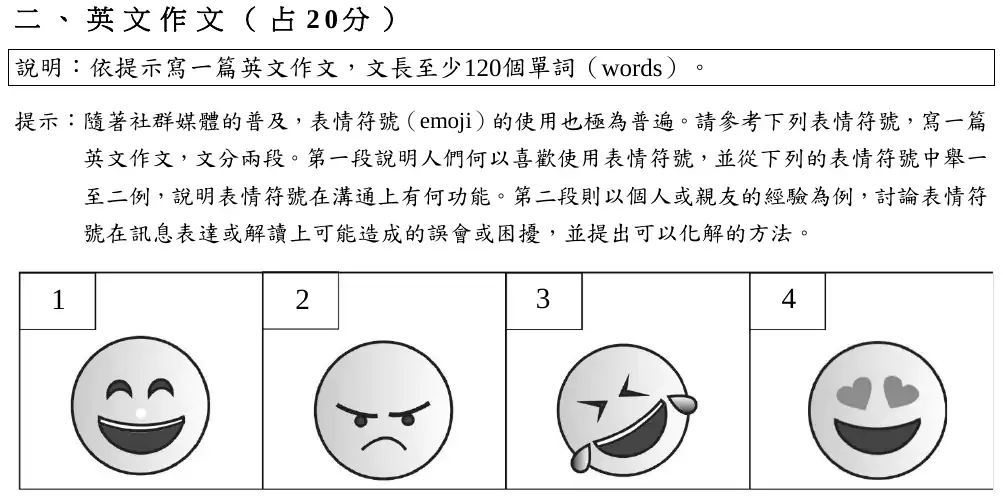 二、英文作文（占20分）
說明：依提示寫一篇英文作文，文長至少120個單詞（words）。
提示：隨著社群媒體的普及，表情符號（emoji）的使用也極為普遍。請參考下列表情符號，寫一篇
英文作文，文分兩段。第一段說明人們何以喜歡使用表情符號，並從下列的表情符號中舉一
至二例，說明表情符號在溝通上有何功能。第二段則以個人或親友的經驗為例，討論表情符
號在訊息表達或解讀上可能造成的誤會或困擾，並提出可以化解的方法。
1 2 3 4